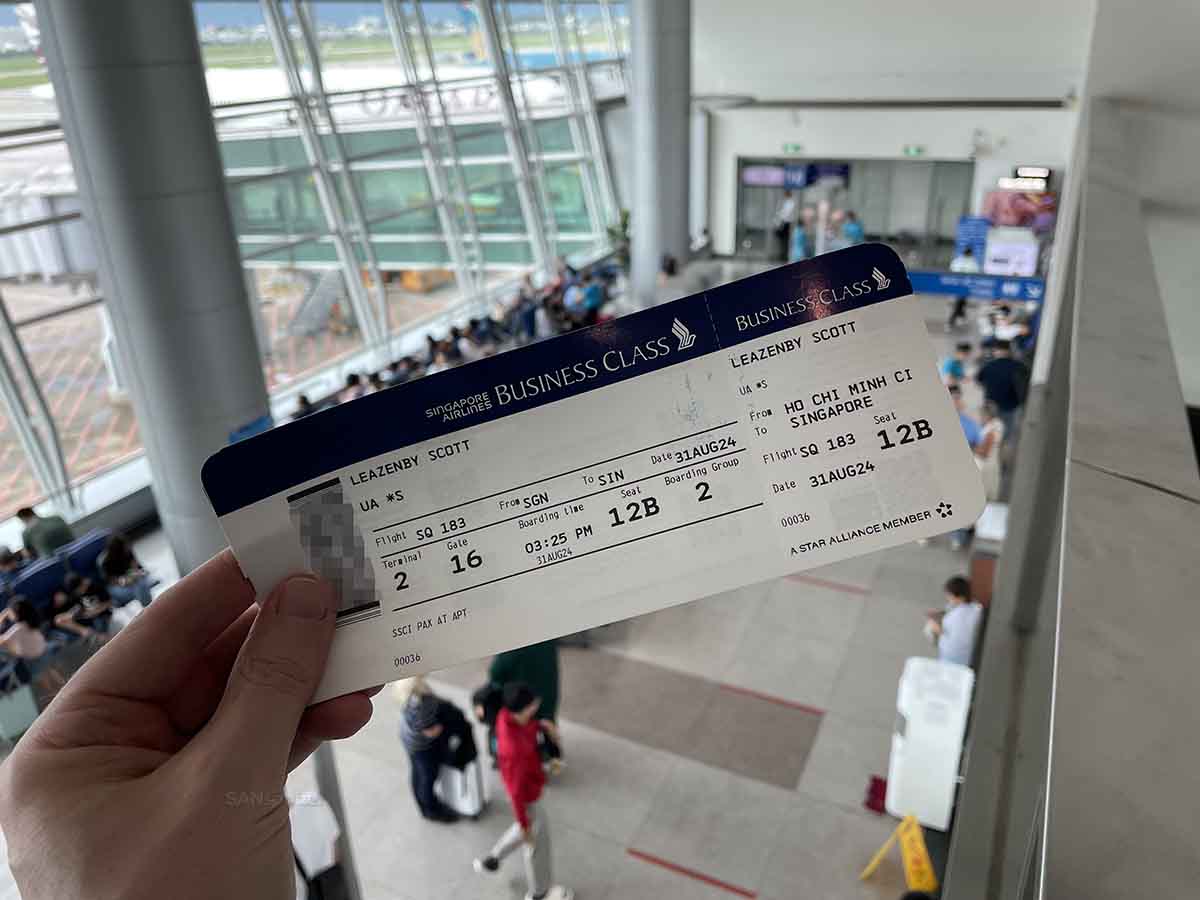 SINGAPORE AIRLINES BUSINESS CLASS
LEAZENBY SCOTT
UA *S
Flight SQ 183 From SGN To SIN Date 31AUG24
Terminal 2 Gate 16 Boarding time 03:25 PM 31AUG24 Seat 12B Boarding Group 2
SSCI PAX AT APT
00036
BUSINESS CLASS
LEAZENBY SCOTT
UA *S
From HO CHI MINH CI
To SINGAPORE
Flight SQ 183 Seat 12B
Date 31AUG24
00036
A STAR ALLIANCE MEMBER